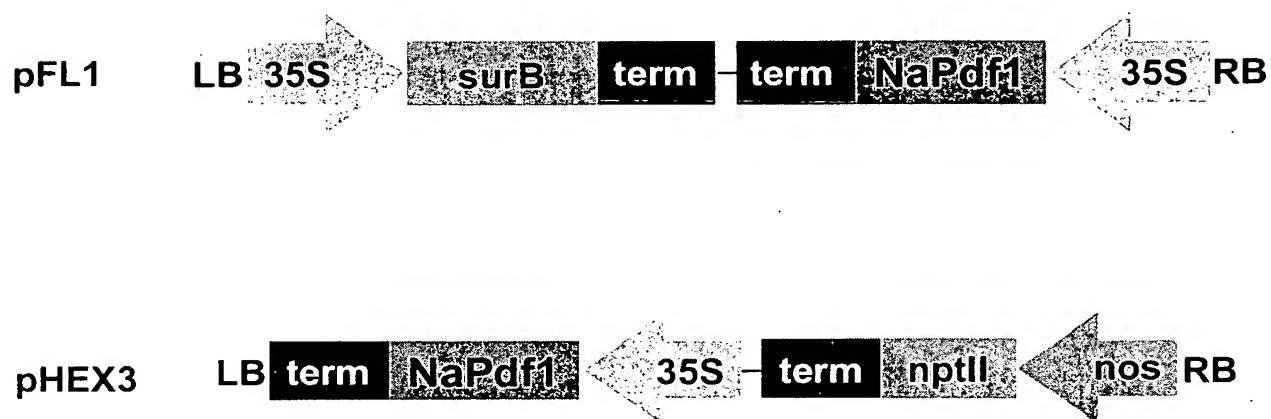 pFL1 LB 35S surB term term NaPdf1 35S RB
pHEX3 LB term NaPdf1 35S term nptII nos RB